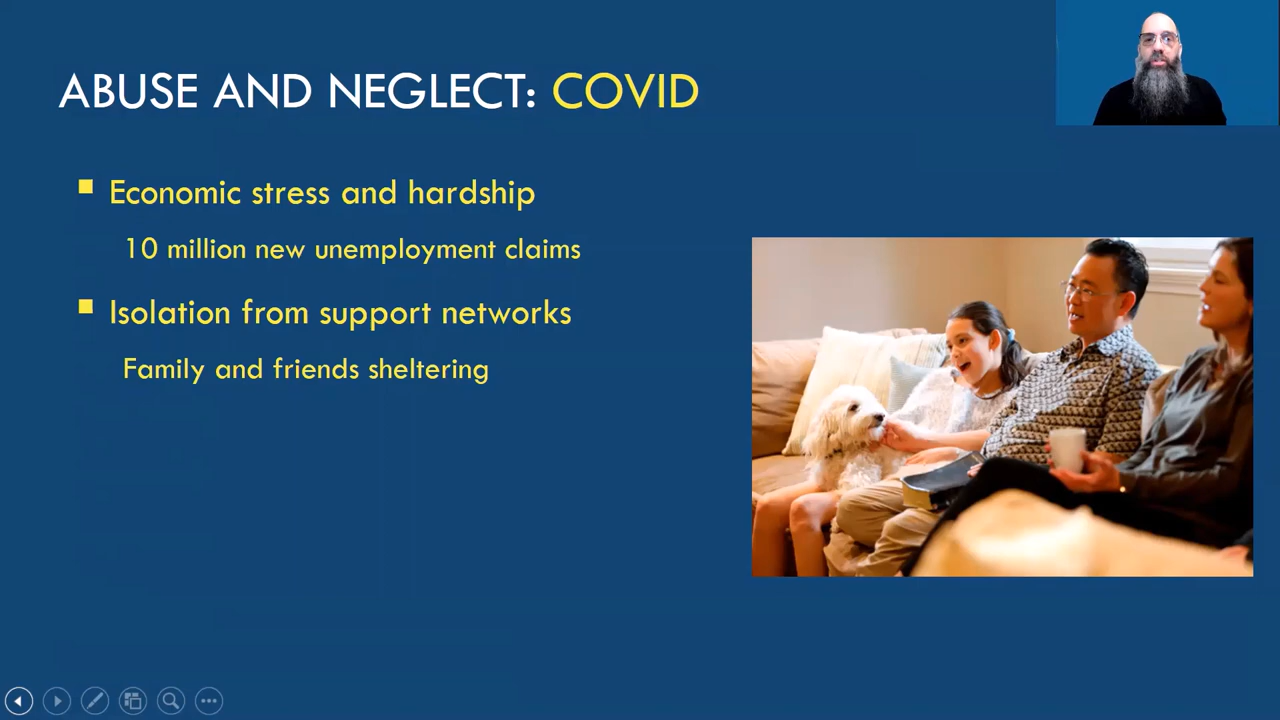 ABUSE AND NEGLECT: COVID
Economic stress and hardship
10 million new unemployment claims
Isolation from support networks
Family and friends sheltering